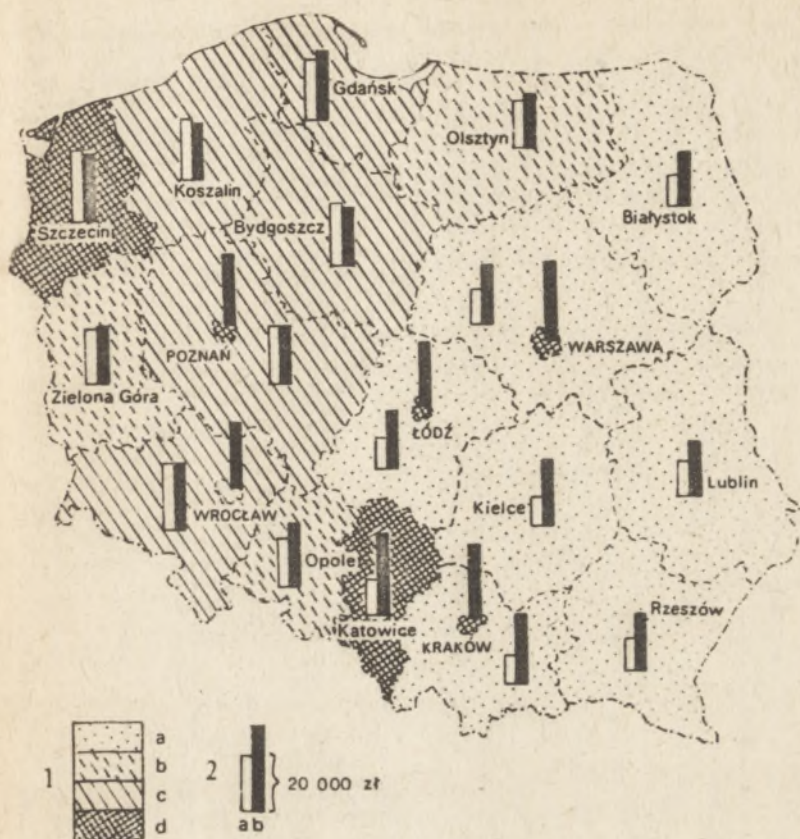 Gdańsk
Olsztyn
Koszalin
Białystok
Szczecin
Bydgoszcz
POZNAŃ
WARSZAWA
Zielona Góra
ŁÓDŹ
Lublin
Kielce
WROCŁAW
Opole
Katowice
KRAKÓW
Rzeszów
1
a
b
c
d
2
20 000 zł
a b